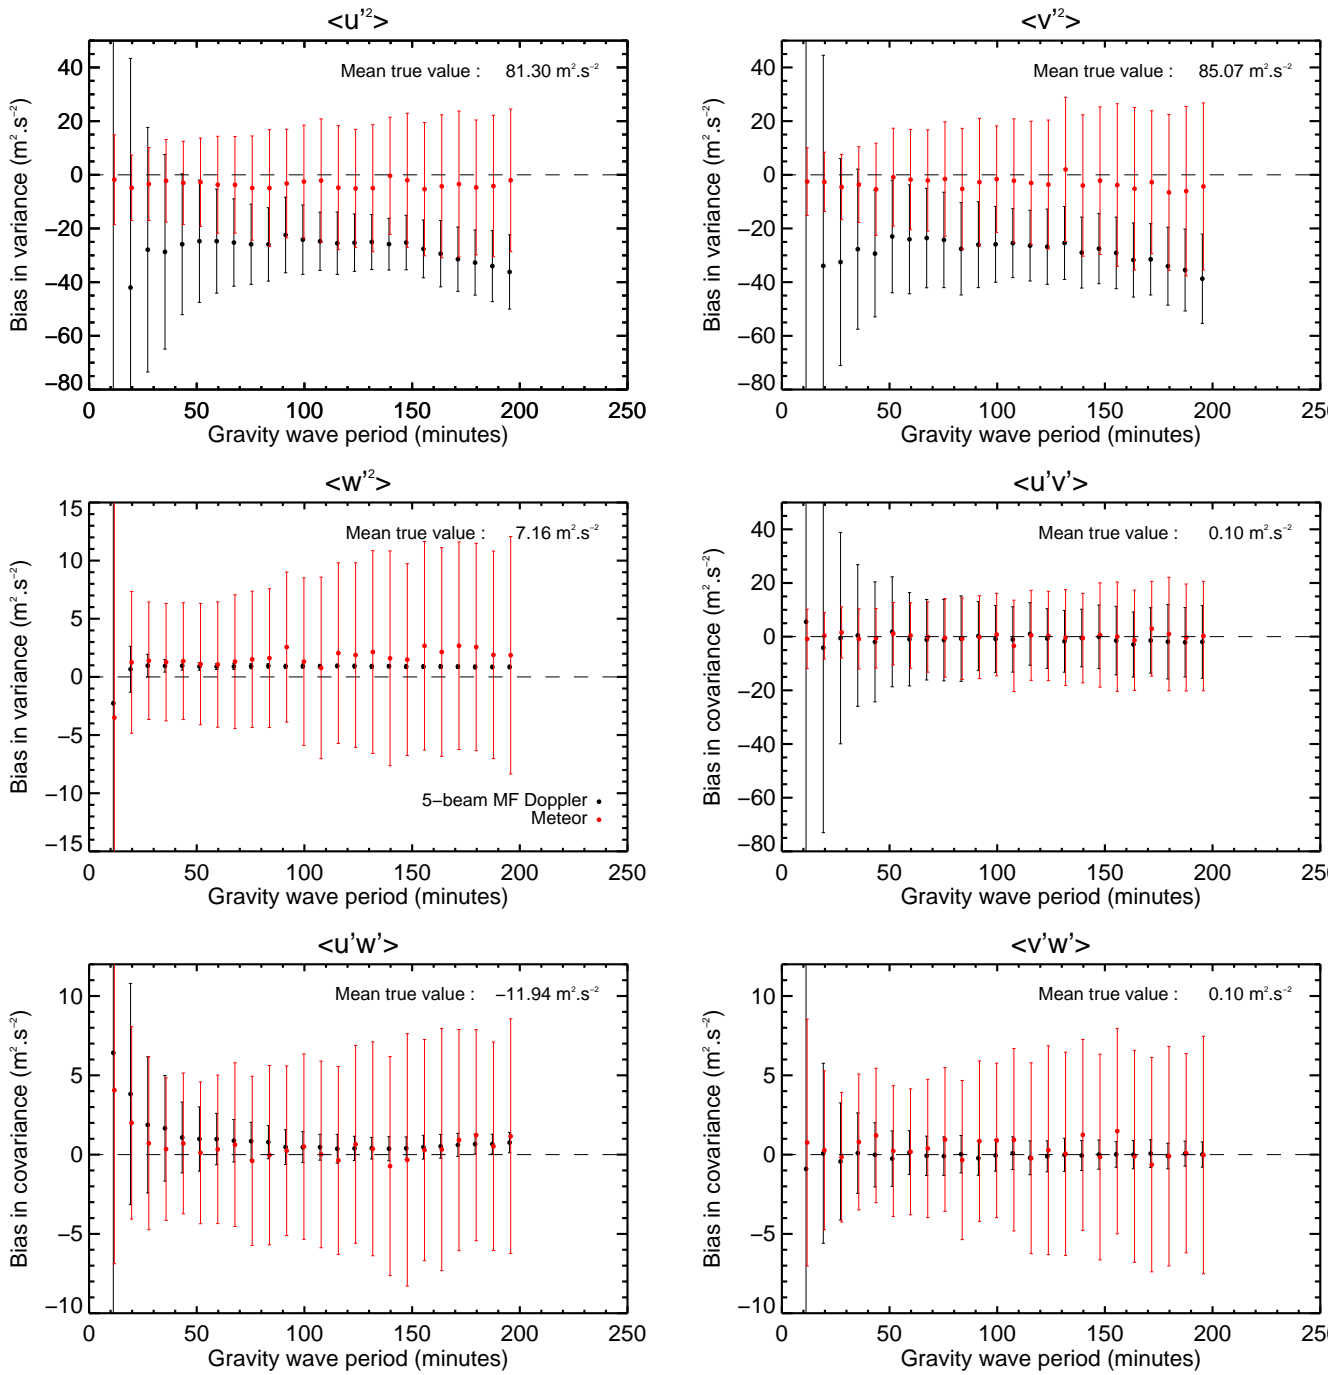 <u'²>
Mean true value : 81.30 m².s⁻²
Bias in variance (m².s⁻²)
40
20
0
−20
−40
−60
−80
0 50 100 150 200 250
Gravity wave period (minutes)
<v'²>
Mean true value : 85.07 m².s⁻²
Bias in variance (m².s⁻²)
40
20
0
−20
−40
−60
−80
0 50 100 150 200 25
Gravity wave period (minutes)
<w'²>
Mean true value : 7.16 m².s⁻²
Bias in variance (m².s⁻²)
15
10
5
0
−5
−10
−15
5−beam MF Doppler
Meteor
0 50 100 150 200 250
Gravity wave period (minutes)
<u'v'>
Mean true value : 0.10 m².s⁻²
Bias in covariance (m².s⁻²)
40
20
0
−20
−40
−60
−80
0 50 100 150 200 250
Gravity wave period (minutes)
<u'w'>
Mean true value : −11.94 m².s⁻²
Bias in covariance (m².s⁻²)
10
5
0
−5
−10
0 50 100 150 200 250
Gravity wave period (minutes)
<v'w'>
Mean true value : 0.10 m².s⁻²
Bias in covariance (m².s⁻²)
10
5
0
−5
−10
0 50 100 150 200 250
Gravity wave period (minutes)